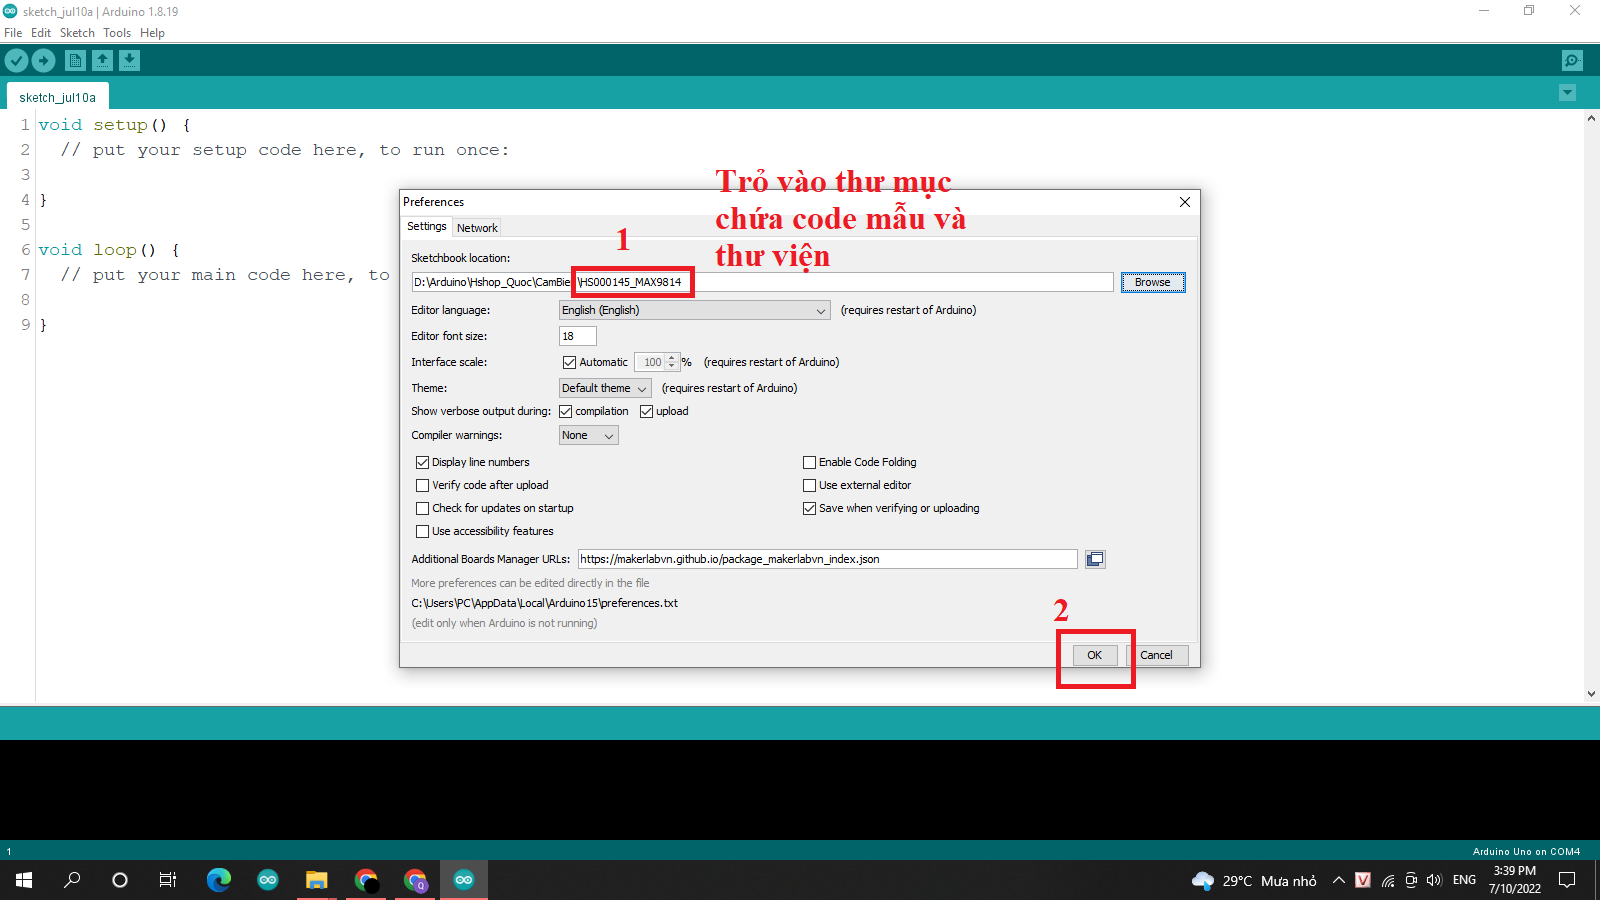 sketch_jul10a | Arduino 1.8.19
File Edit Sketch Tools Help
sketch_jul10a
1 void setup() {
2 // put your setup code here, to run once:
3
4 }
5
6 void loop() {
7 // put your main code here, to
8
9 }
Trỏ vào thư mục
chứa code mẫu và
thư viện
Preferences
Settings Network
1
Sketchbook location:
D:\Arduino\Hshop_Quoc\CamBie \HS000145_MAX9814 Browse
Editor language: English (English) (requires restart of Arduino)
Editor font size: 18
Interface scale: Automatic 100 % (requires restart of Arduino)
Theme: Default theme (requires restart of Arduino)
Show verbose output during: compilation upload
Compiler warnings: None
Display line numbers Enable Code Folding
Verify code after upload Use external editor
Check for updates on startup Save when verifying or uploading
Use accessibility features
Additional Boards Manager URLs: https://makerlabvn.github.io/package_makerlabvn_index.json
More preferences can be edited directly in the file
C:\Users\PC\AppData\Local\Arduino15\preferences.txt
(edit only when Arduino is not running)
2
OK Cancel
1 Arduino Uno on COM4
29°C Mưa nhỏ V ENG 3:39 PM
7/10/2022